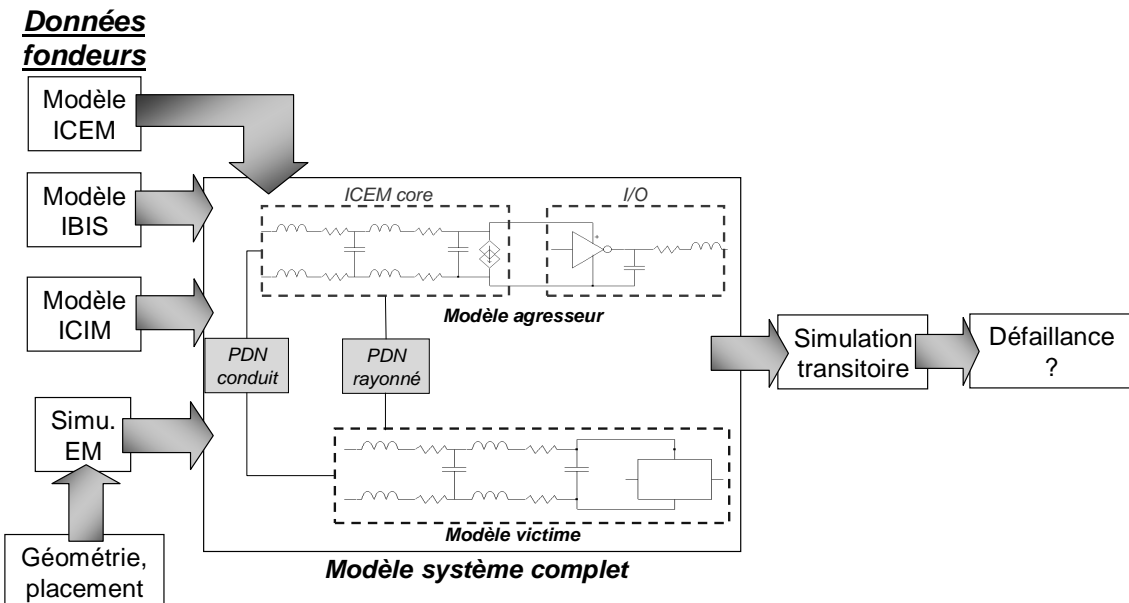 Données
fondeurs
Modèle
ICEM
Modèle
IBIS
Modèle
ICIM
Simu.
EM
Géométrie,
placement
ICEM core
I/O
+
Modèle agresseur
PDN
conduit
PDN
rayonné
Modèle victime
Modèle système complet
Simulation
transitoire
Défaillance
?